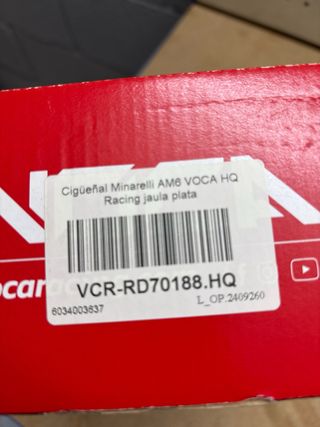 Cigüeñal Minarelli AM6 VOCA HQ
Racing jaula plata
VCR-RD70188.HQ
6034003637
L_OP.2409260